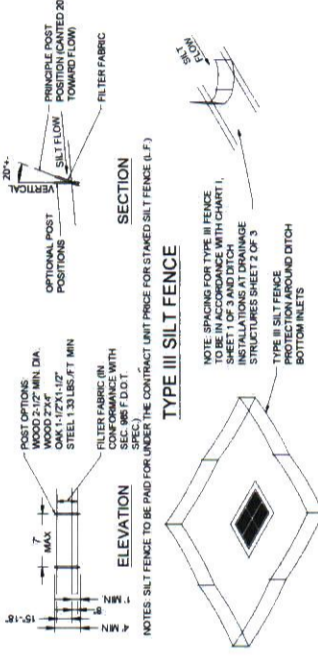 POST OPTIONS
WOOD 2-1/2" MIN. DIA.
WOOD 2"X4"
OAK 1-1/2"X1-1/2"
STEEL 1.33 LBS/FT MIN
7'
MAX
FILTER FABRIC (IN
CONFORMANCE WITH
SEC. 985 F.D.O.T.
SPEC.)
4' MIN.
15"-18"
8"
1' MIN.
ELEVATION
20°+-
VERTICAL
OPTIONAL POST
POSITIONS
PRINCIPLE POST
POSITION (CANTED 20
TOWARD FLOW)
SILT FLOW
FILTER FABRIC
SECTION
NOTES: SILT FENCE TO BE PAID FOR UNDER THE CONTRACT UNIT PRICE FOR STAKED SILT FENCE (L.F.)
TYPE III SILT FENCE
NOTE: SPACING FOR TYPE III FENCE
TO BE IN ACCORDANCE WITH CHART I,
SHEET 1 OF 3 AND DITCH
INSTALLATIONS AT DRAINAGE
STRUCTURES SHEET 2 OF 3
SILT
FLOW
TYPE III SILT FENCE
PROTECTION AROUND DITCH
BOTTOM INLETS